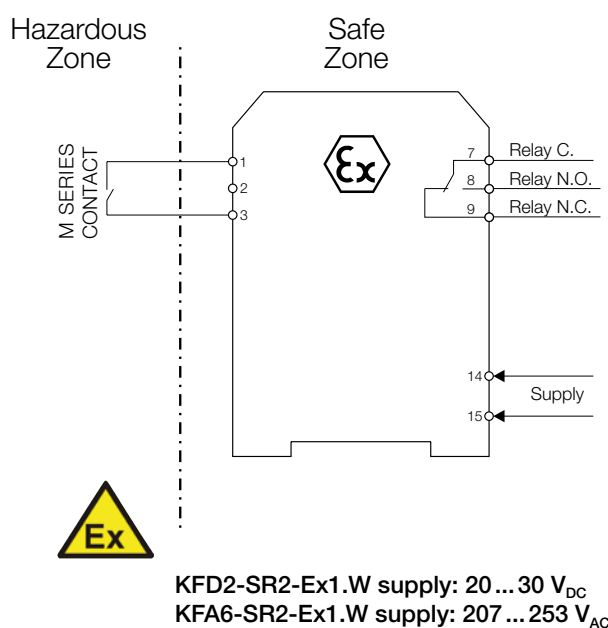 Hazardous
Zone
Safe
Zone
M SERIES
CONTACT
1
2
3
Ex
7
8
9
Relay C.
Relay N.O.
Relay N.C.
14
15
Supply
Ex
KFD2-SR2-Ex1.W supply: 20...30 VDC
KFA6-SR2-Ex1.W supply: 207...253 VAC